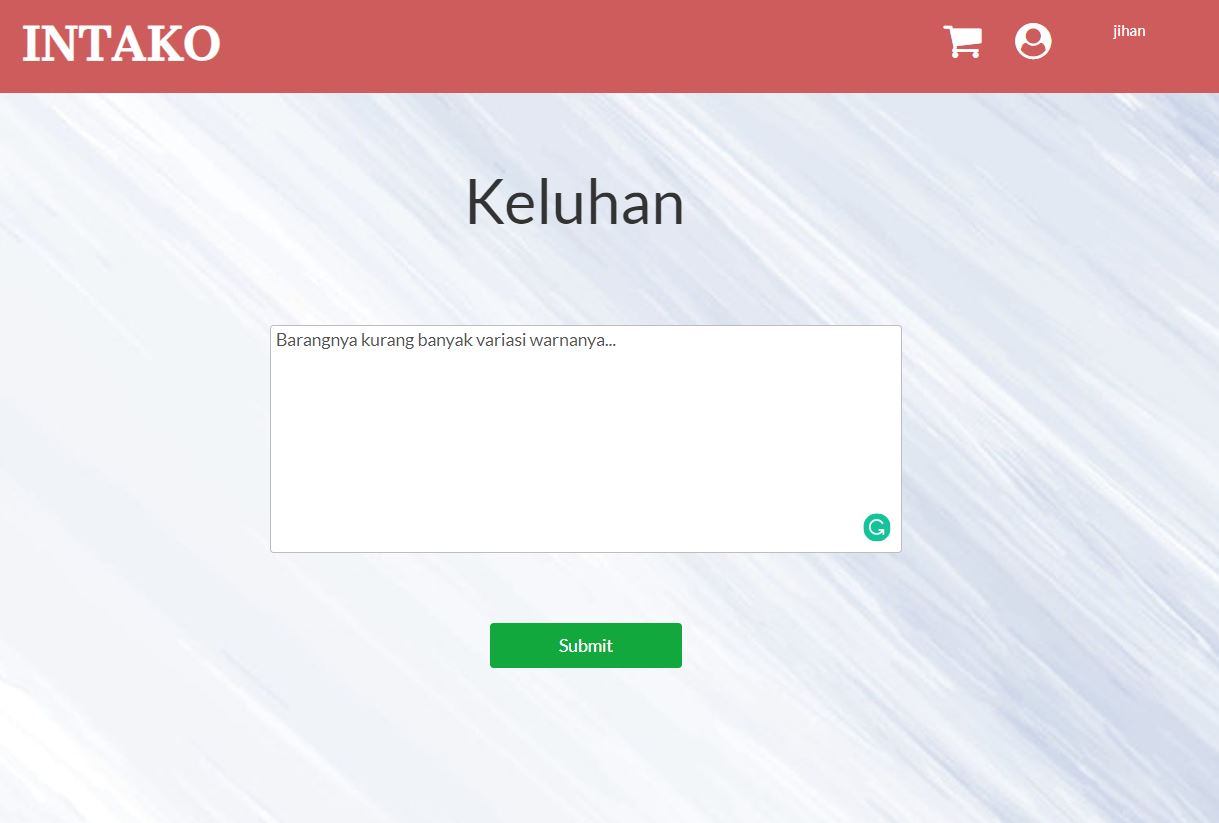 INTAKO
jihan
Keluhan
Barangnya kurang banyak variasi warnanya...
Submit